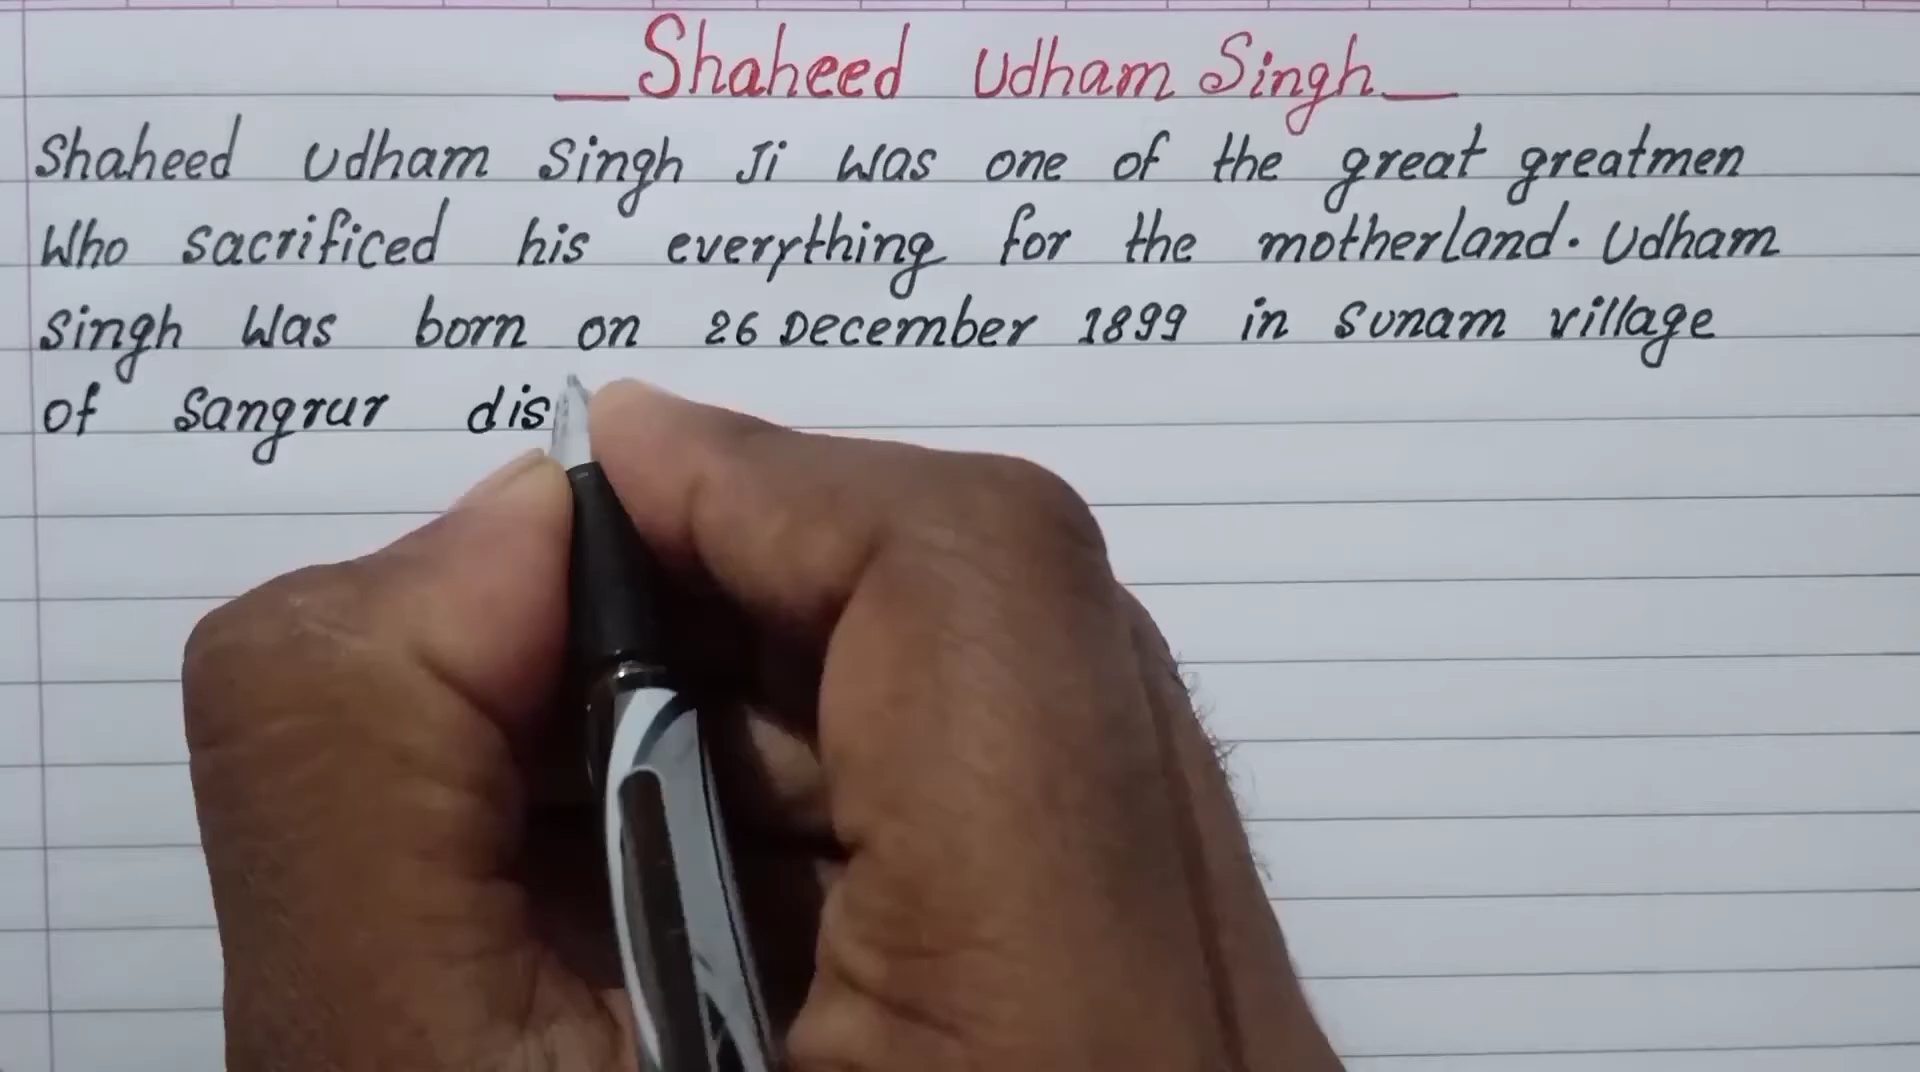 Shaheed Udham Singh
Shaheed Udham Singh Ji was one of the great greatmen
who sacrificed his everything for the motherland. Udham
Singh was born on 26 December 1899 in Sunam village
of Sangrur dis